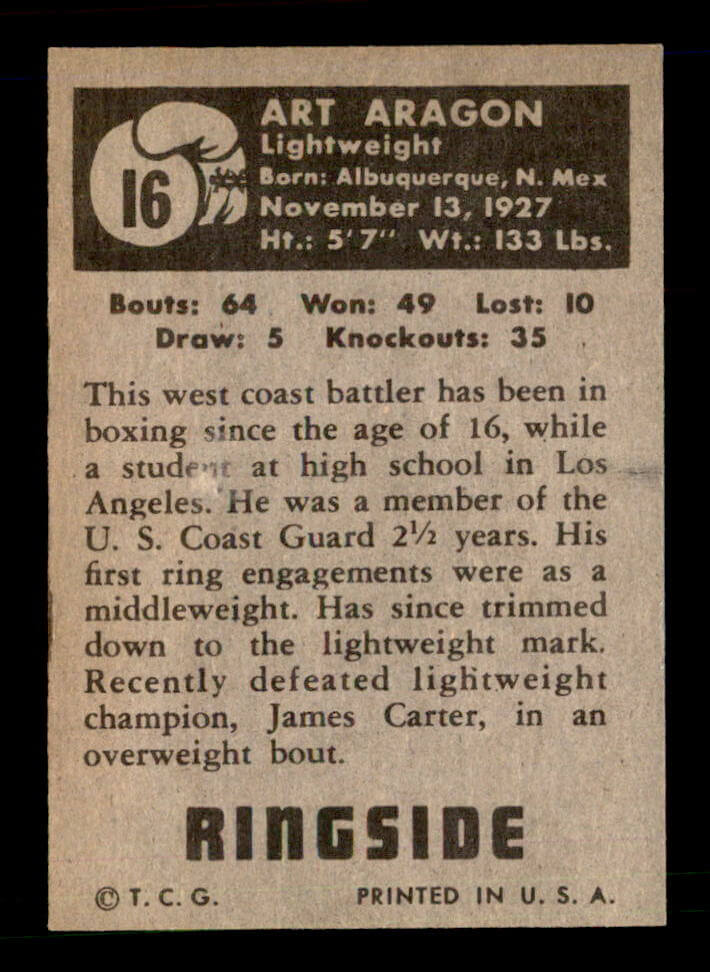 16
ART ARAGON
Lightweight
Born: Albuquerque, N. Mex
November 13, 1927
Ht.: 5'7" Wt.: 133 Lbs.
Bouts: 64 Won: 49 Lost: 10
Draw: 5 Knockouts: 35
This west coast battler has been in
boxing since the age of 16, while
a student at high school in Los
Angeles. He was a member of the
U. S. Coast Guard 2½ years. His
first ring engagements were as a
middleweight. Has since trimmed
down to the lightweight mark.
Recently defeated lightweight
champion, James Carter, in an
overweight bout.
RINGSIDE
© T. C. G. PRINTED IN U. S. A.